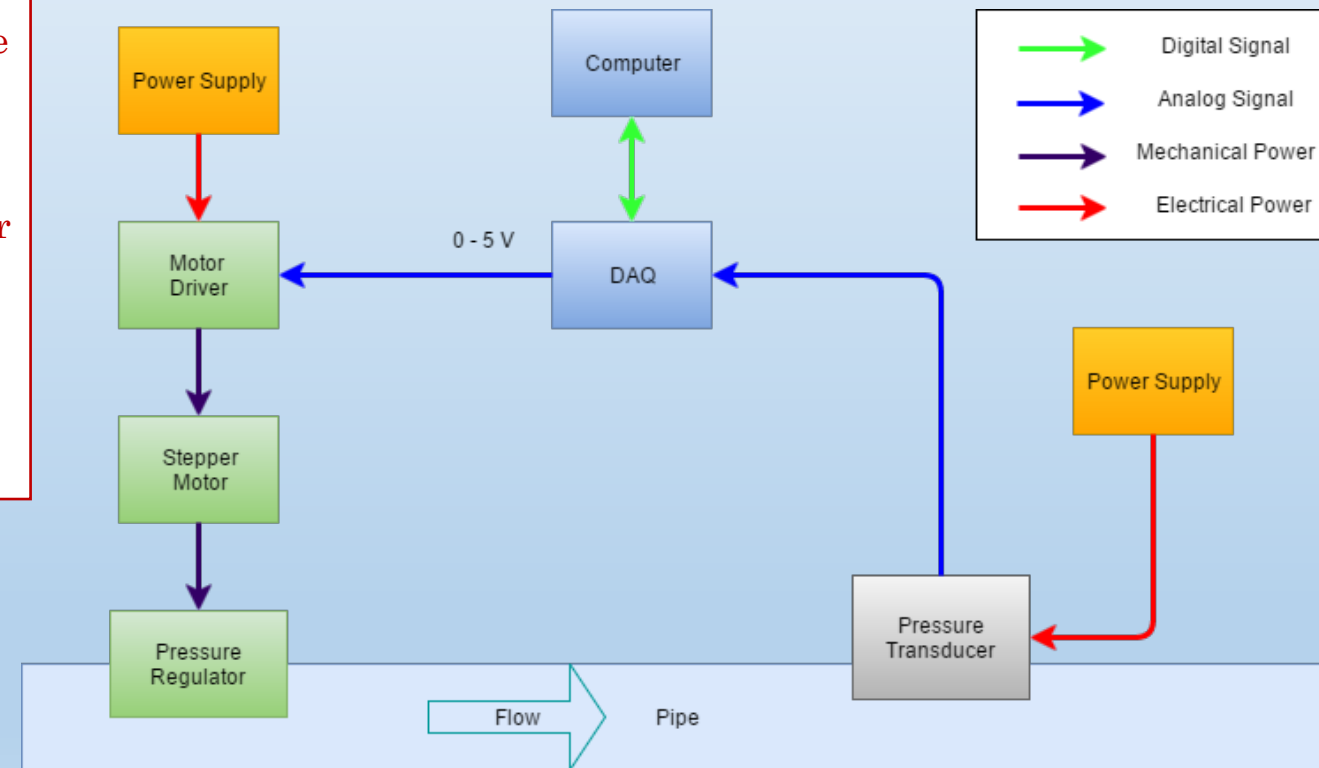 Power Supply
Computer
Digital Signal
Analog Signal
Mechanical Power
Electrical Power
0 - 5 V
Motor
Driver
DAQ
Power Supply
Stepper
Motor
Pressure
Transducer
Pressure
Regulator
Flow
Pipe